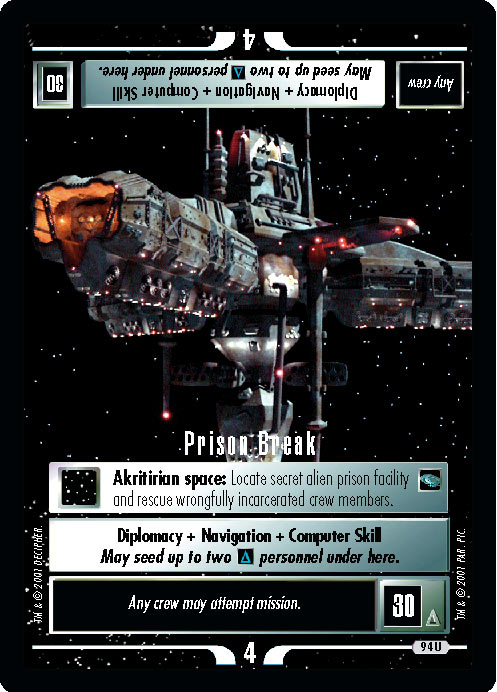 4
Diplomacy + Navigation + Computer Skill
May seed up to two personnel under here.
30
Any crew
Prison Break
Akritirian space: Locate secret alien prison facility
and rescue wrongfully incarcerated crew members.
Diplomacy + Navigation + Computer Skill
May seed up to two personnel under here.
Any crew may attempt mission.
30
TM & © 2001 DECIPHER.
TM & © 2001 PAR. PIC.
94U
4